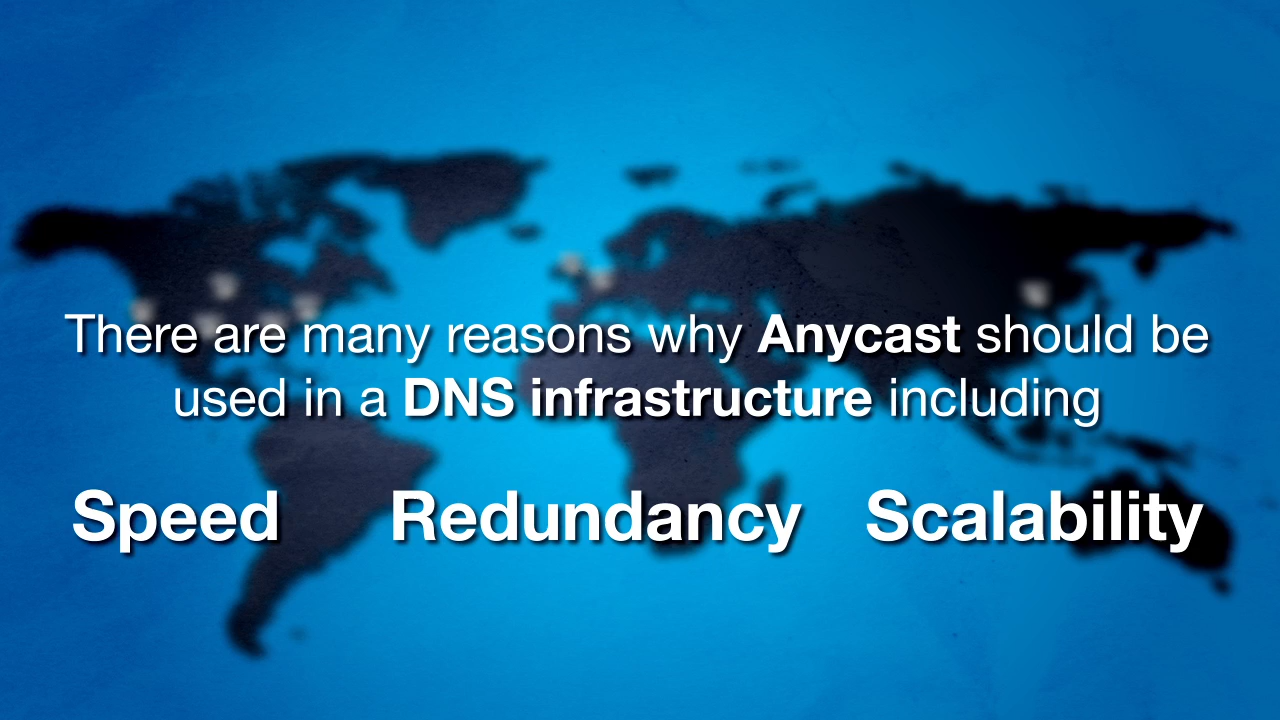 There are many reasons why Anycast should be
used in a DNS infrastructure including
Speed Redundancy Scalability